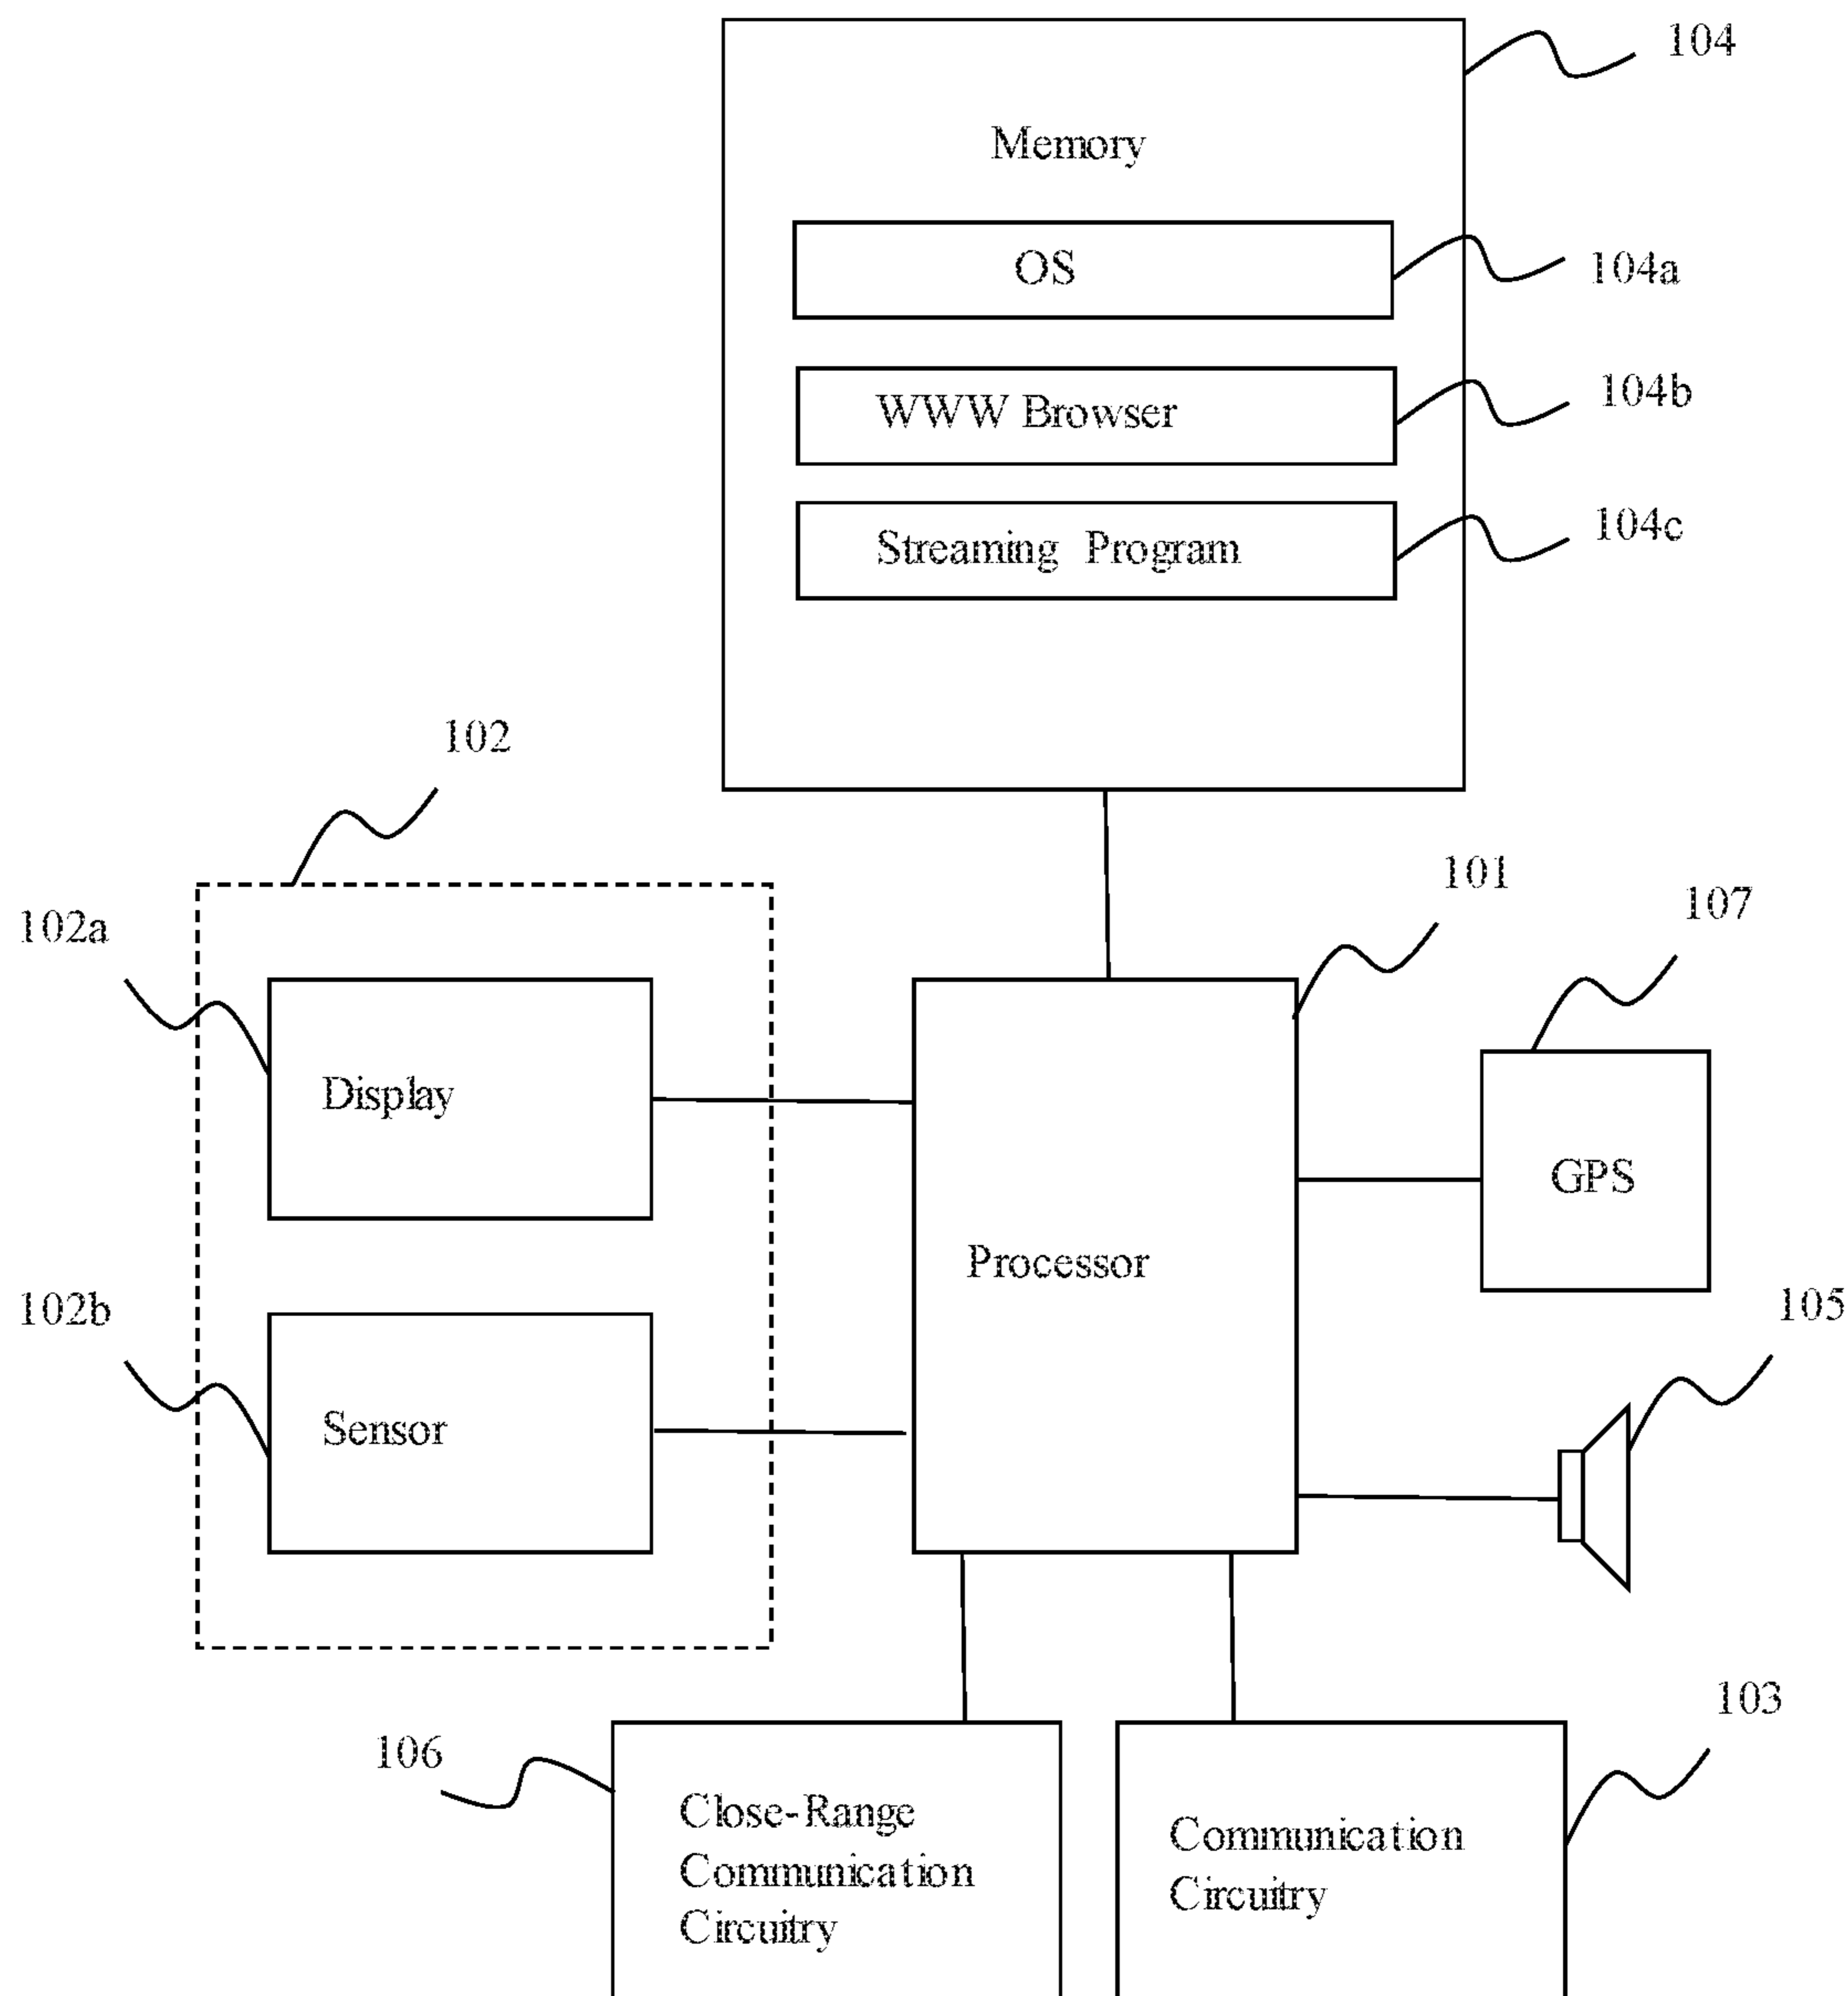 104
Memory
OS
104a
WWW Browser
104b
Streaming Program
104c
102
101
107
102a
Display
GPS
Processor
102b
105
Sensor
103
106
Close-Range
Communication
Circuitry
Communication
Circuitry